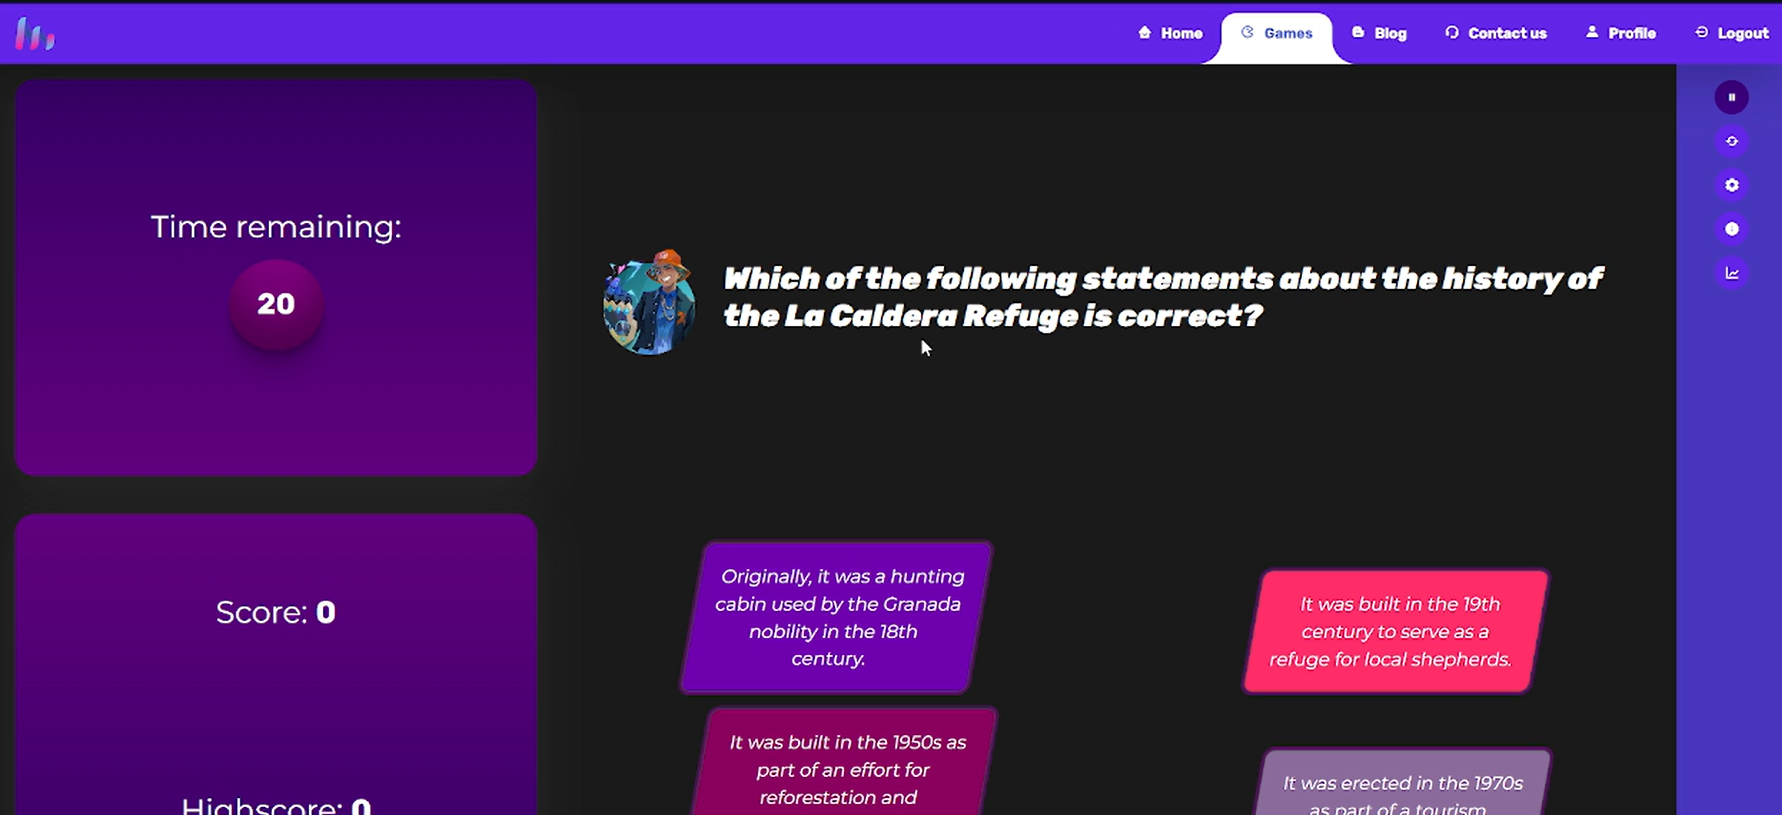 Home
Games
Blog
Contact us
Profile
Logout
Time remaining:
20
Which of the following statements about the history of
the La Caldera Refuge is correct?
Score: 0
Highscore: 0
Originally, it was a hunting
cabin used by the Granada
nobility in the 18th
century.
It was built in the 19th
century to serve as a
refuge for local shepherds.
It was built in the 1950s as
part of an effort for
reforestation and
It was erected in the 1970s
as part of a tourism